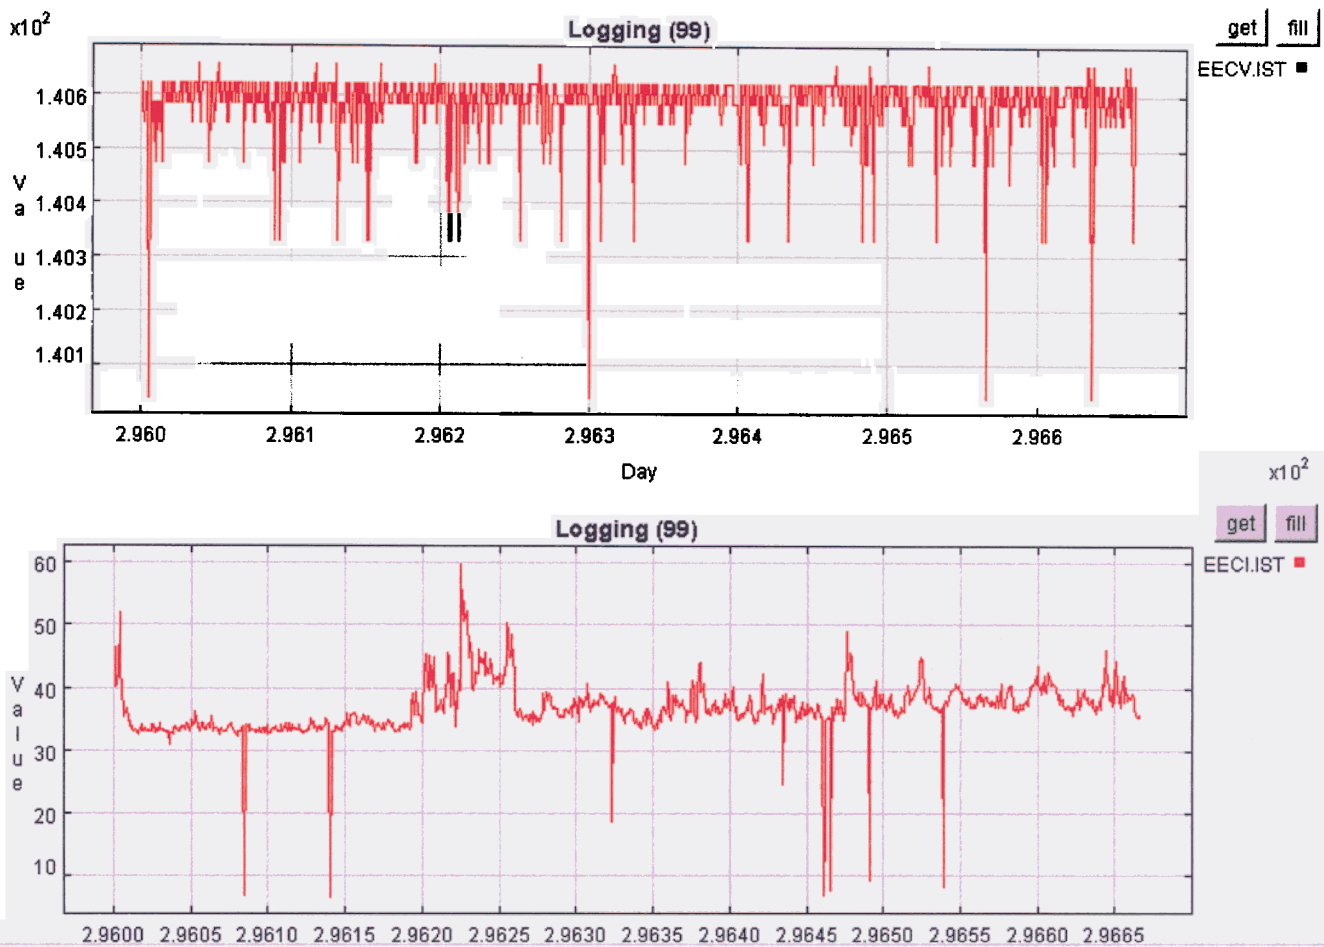 x10²
Logging (99)
get fill
EECV.IST
1.406
1.405
1.404
1.403
1.402
1.401
Value
2.960 2.961 2.962 2.963 2.964 2.965 2.966
Day
x10²
Logging (99)
get fill
EECI.IST
60
50
40
30
20
10
Value
2.9600 2.9605 2.9610 2.9615 2.9620 2.9625 2.9630 2.9635 2.9640 2.9645 2.9650 2.9655 2.9660 2.9665